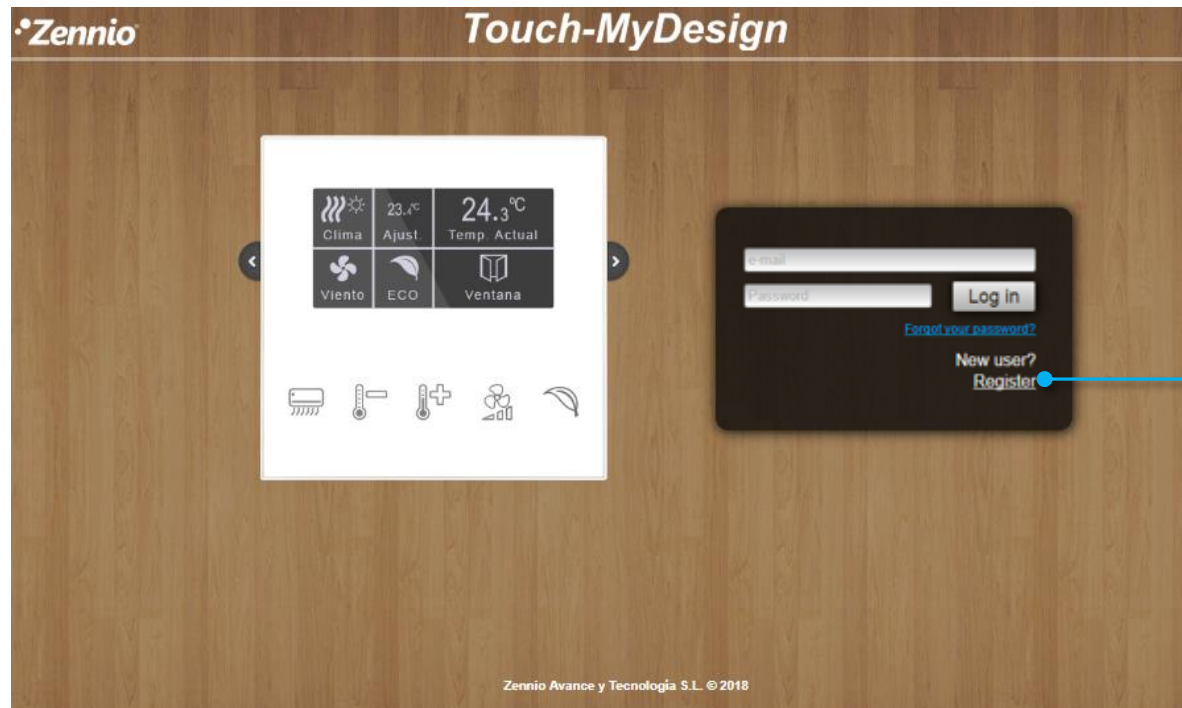 Zennio
Touch-MyDesign
23.4°C
24.3°C
Clima
Ajust.
Temp. Actual
Viento
ECO
Ventana
e-mail
Password
Log in
Forgot your password?
New user?
Register
Zennio Avance y Tecnología S.L. © 2018